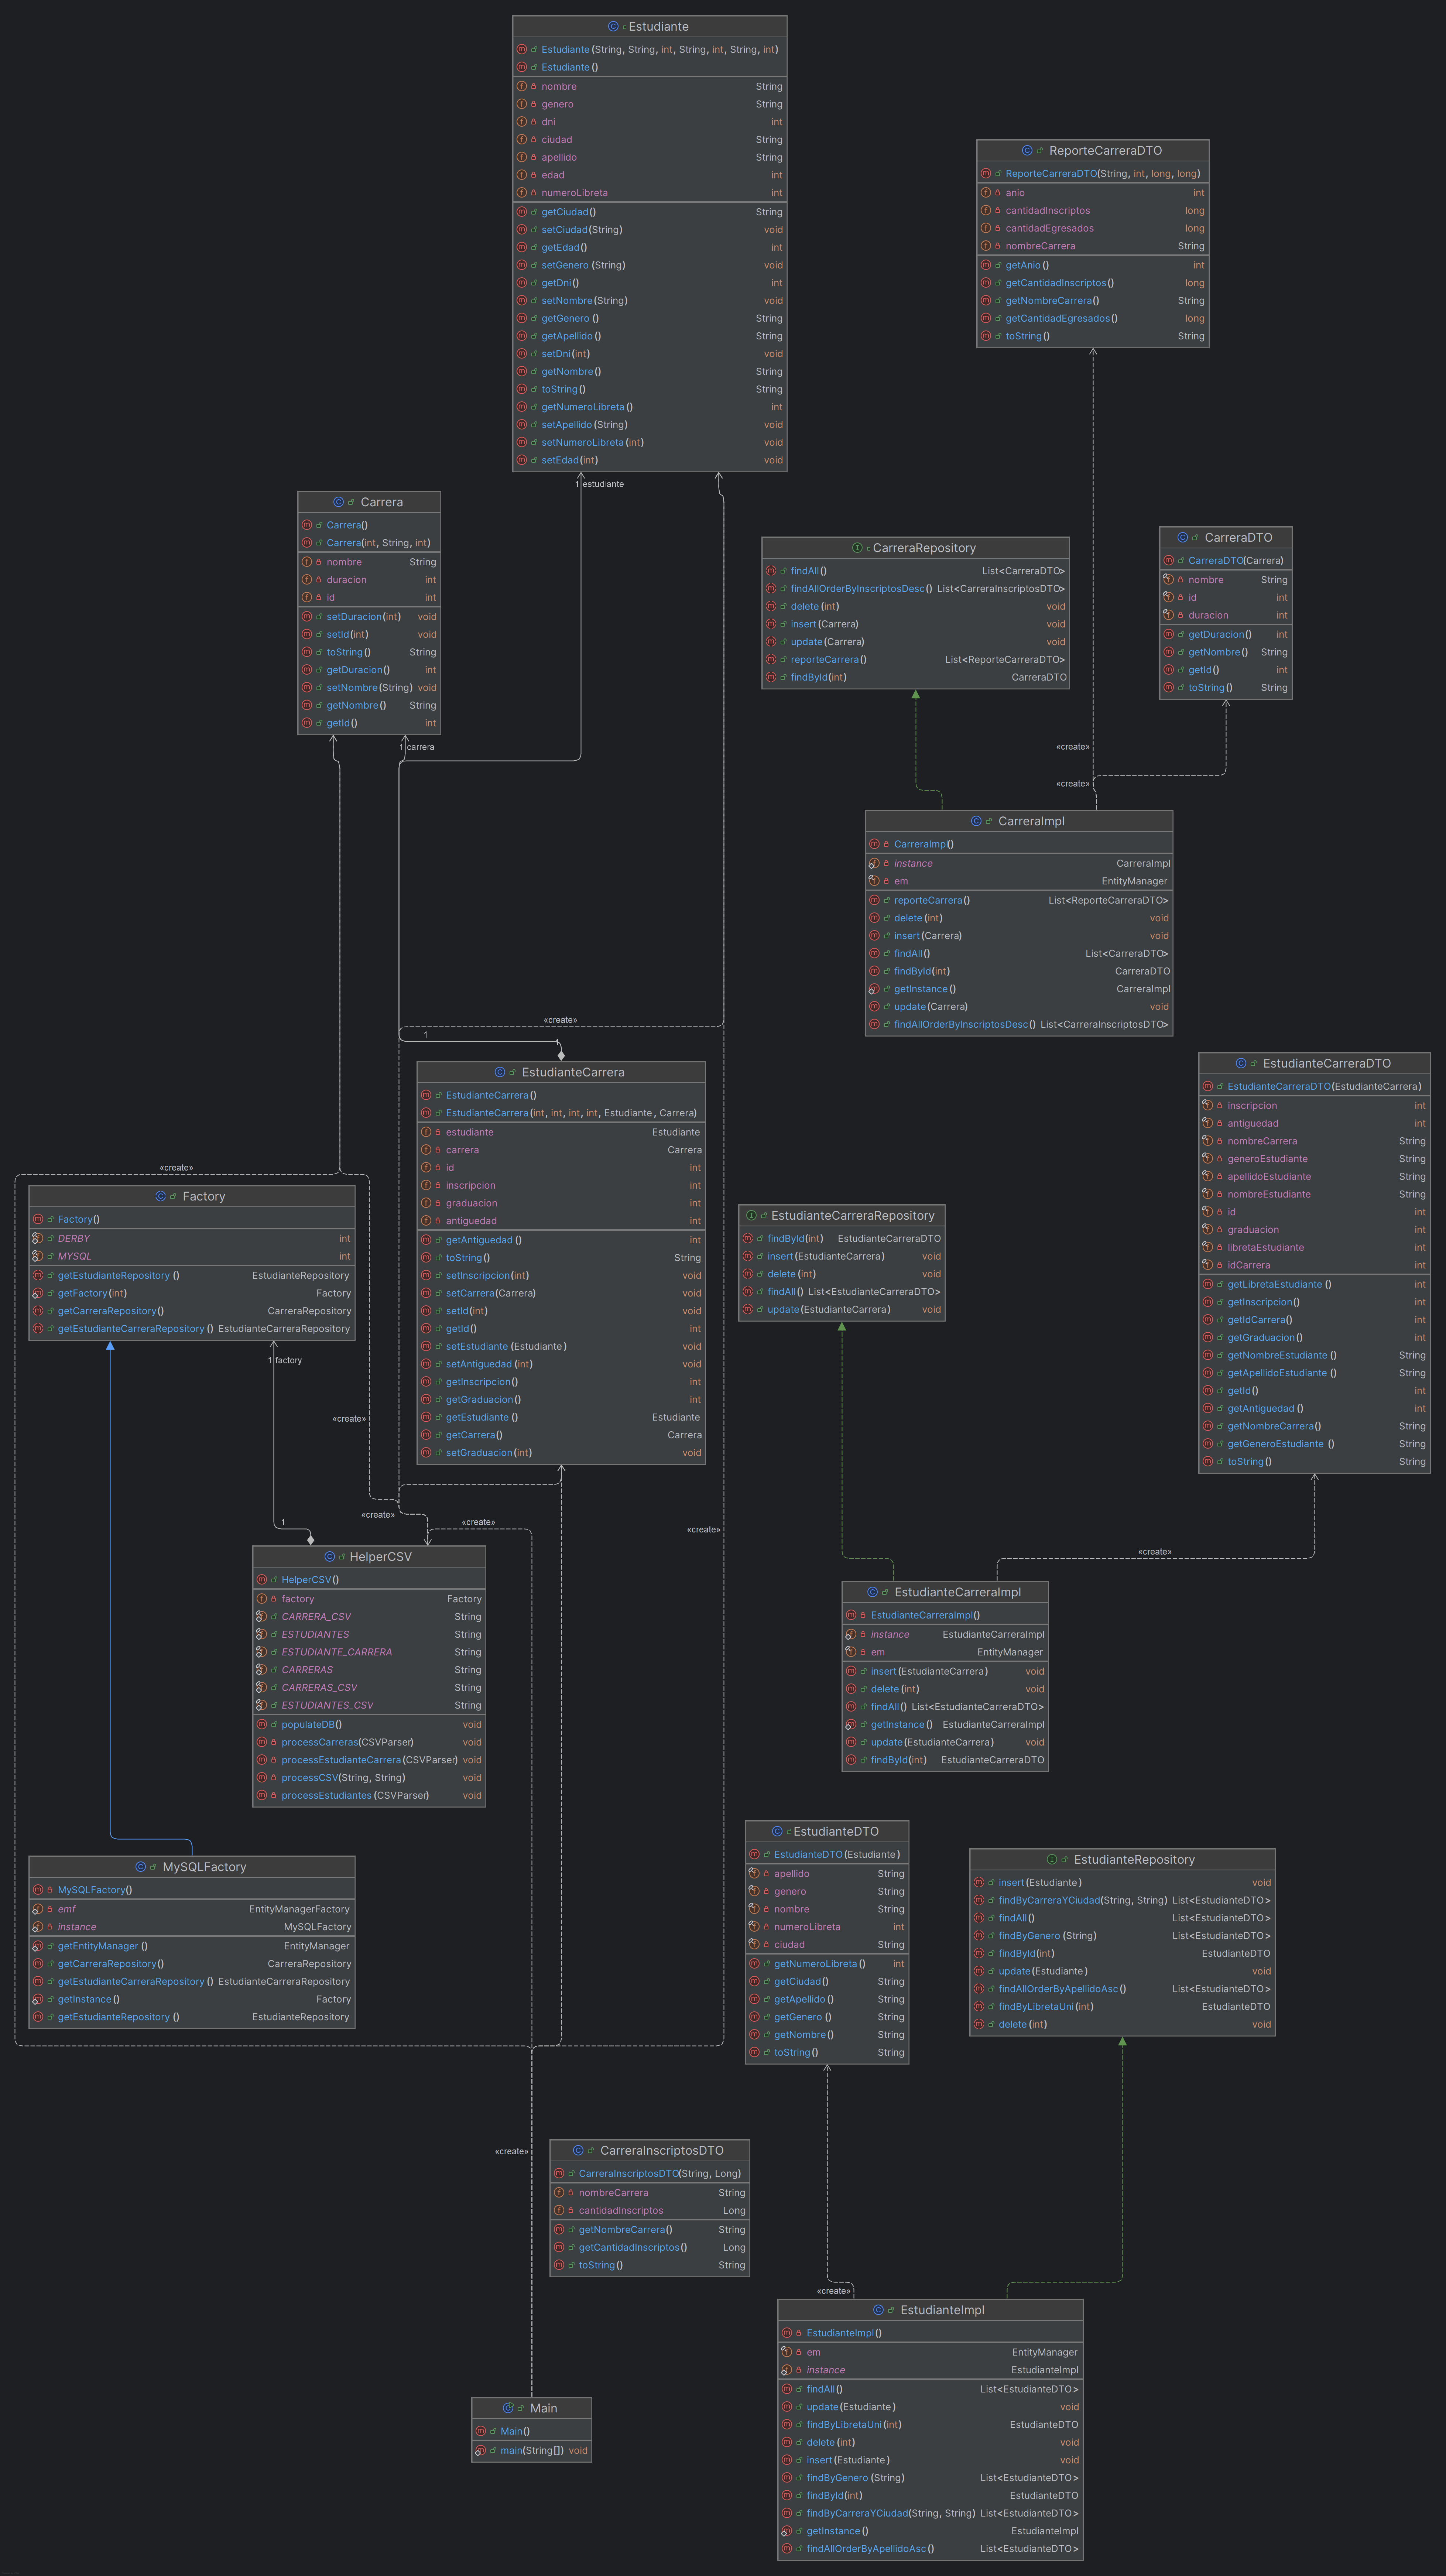 Estudiante
Estudiante(String, String, int, String, int, String, int)
Estudiante()
nombre String
genero String
dni int
ciudad String
apellido String
edad int
numeroLibreta int
getCiudad() String
setCiudad(String) void
getEdad() int
setGenero(String) void
getDni() int
setNombre(String) void
getGenero() String
getApellido() String
setDni(int) void
getNombre() String
toString() String
getNumeroLibreta() int
setApellido(String) void
setNumeroLibreta(int) void
setEdad(int) void
1 estudiante
ReporteCarreraDTO
ReporteCarreraDTO(String, int, long, long)
anio int
cantidadInscriptos long
cantidadEgresados long
nombreCarrera String
getAnio() int
getCantidadInscriptos() long
getNombreCarrera() String
getCantidadEgresados() long
toString() String
Carrera
Carrera()
Carrera(int, String, int)
nombre String
duracion int
id int
setDuracion(int) void
setId(int) void
toString() String
getDuracion() int
setNombre(String) void
getNombre() String
getId() int
1 carrera
CarreraRepository
findAll() List<CarreraDTO>
findAllOrderByInscriptosDesc() List<CarreraInscriptosDTO>
delete(int) void
insert(Carrera) void
update(Carrera) void
reporteCarrera() List<ReporteCarreraDTO>
findById(int) CarreraDTO
CarreraDTO
CarreraDTO(Carrera)
nombre String
id int
duracion int
getDuracion() int
getNombre() String
getId() int
toString() String
«create»
«create»
CarreraImpl
CarreraImpl()
instance CarreraImpl
em EntityManager
reporteCarrera() List<ReporteCarreraDTO>
delete(int) void
insert(Carrera) void
findAll() List<CarreraDTO>
findById(int) CarreraDTO
getInstance() CarreraImpl
update(Carrera) void
findAllOrderByInscriptosDesc() List<CarreraInscriptosDTO>
«create»
1
1
EstudianteCarrera
EstudianteCarrera()
EstudianteCarrera(int, int, int, int, Estudiante, Carrera)
estudiante Estudiante
carrera Carrera
id int
inscripcion int
graduacion int
antiguedad int
getAntiguedad() int
toString() String
setInscripcion(int) void
setCarrera(Carrera) void
setId(int) void
getId() int
setEstudiante(Estudiante) void
setAntiguedad(int) void
getInscripcion() int
getGraduacion() int
getEstudiante() Estudiante
getCarrera() Carrera
setGraduacion(int) void
EstudianteCarreraDTO
EstudianteCarreraDTO(EstudianteCarrera)
inscripcion int
antiguedad int
nombreCarrera String
generoEstudiante String
apellidoEstudiante String
nombreEstudiante String
id int
graduacion int
libretaEstudiante int
idCarrera int
getLibretaEstudiante() int
getInscripcion() int
getIdCarrera() int
getGraduacion() int
getNombreEstudiante() String
getApellidoEstudiante() String
getId() int
getAntiguedad() int
getNombreCarrera() String
getGeneroEstudiante() String
toString() String
«create»
Factory
Factory()
DERBY int
MYSQL int
getEstudianteRepository() EstudianteRepository
getFactory(int) Factory
getCarreraRepository() CarreraRepository
getEstudianteCarreraRepository() EstudianteCarreraRepository
1 factory
EstudianteCarreraRepository
findById(int) EstudianteCarreraDTO
insert(EstudianteCarrera) void
delete(int) void
findAll() List<EstudianteCarreraDTO>
update(EstudianteCarrera) void
«create»
«create»
1
«create»
«create»
«create»
HelperCSV
HelperCSV()
factory Factory
CARRERA_CSV String
ESTUDIANTES String
ESTUDIANTE_CARRERA String
CARRERAS String
CARRERAS_CSV String
ESTUDIANTES_CSV String
populateDB() void
processCarreras(CSVParser) void
processEstudianteCarrera(CSVParser) void
processCSV(String, String) void
processEstudiantes(CSVParser) void
EstudianteCarreraImpl
EstudianteCarreraImpl()
instance EstudianteCarreraImpl
em EntityManager
insert(EstudianteCarrera) void
delete(int) void
findAll() List<EstudianteCarreraDTO>
getInstance() EstudianteCarreraImpl
update(EstudianteCarrera) void
findById(int) EstudianteCarreraDTO
MySQLFactory
MySQLFactory()
emf EntityManagerFactory
instance MySQLFactory
getEntityManager() EntityManager
getCarreraRepository() CarreraRepository
getEstudianteCarreraRepository() EstudianteCarreraRepository
getInstance() Factory
getEstudianteRepository() EstudianteRepository
EstudianteDTO
EstudianteDTO(Estudiante)
apellido String
genero String
nombre String
numeroLibreta int
ciudad String
getNumeroLibreta() int
getCiudad() String
getApellido() String
getGenero() String
getNombre() String
toString() String
EstudianteRepository
insert(Estudiante) void
findByCarreraYCiudad(String, String) List<EstudianteDTO>
findAll() List<EstudianteDTO>
findByGenero(String) List<EstudianteDTO>
findById(int) EstudianteDTO
update(Estudiante) void
findAllOrderByApellidoAsc() List<EstudianteDTO>
findByLibretaUni(int) EstudianteDTO
delete(int) void
«create»
CarreraInscriptosDTO
CarreraInscriptosDTO(String, Long)
nombreCarrera String
cantidadInscriptos Long
getNombreCarrera() String
getCantidadInscriptos() Long
toString() String
«create»
EstudianteImpl
EstudianteImpl()
em EntityManager
instance EstudianteImpl
findAll() List<EstudianteDTO>
update(Estudiante) void
findByLibretaUni(int) EstudianteDTO
delete(int) void
insert(Estudiante) void
findByGenero(String) List<EstudianteDTO>
findById(int) EstudianteDTO
findByCarreraYCiudad(String, String) List<EstudianteDTO>
getInstance() EstudianteImpl
findAllOrderByApellidoAsc() List<EstudianteDTO>
Main
Main()
main(String[]) void